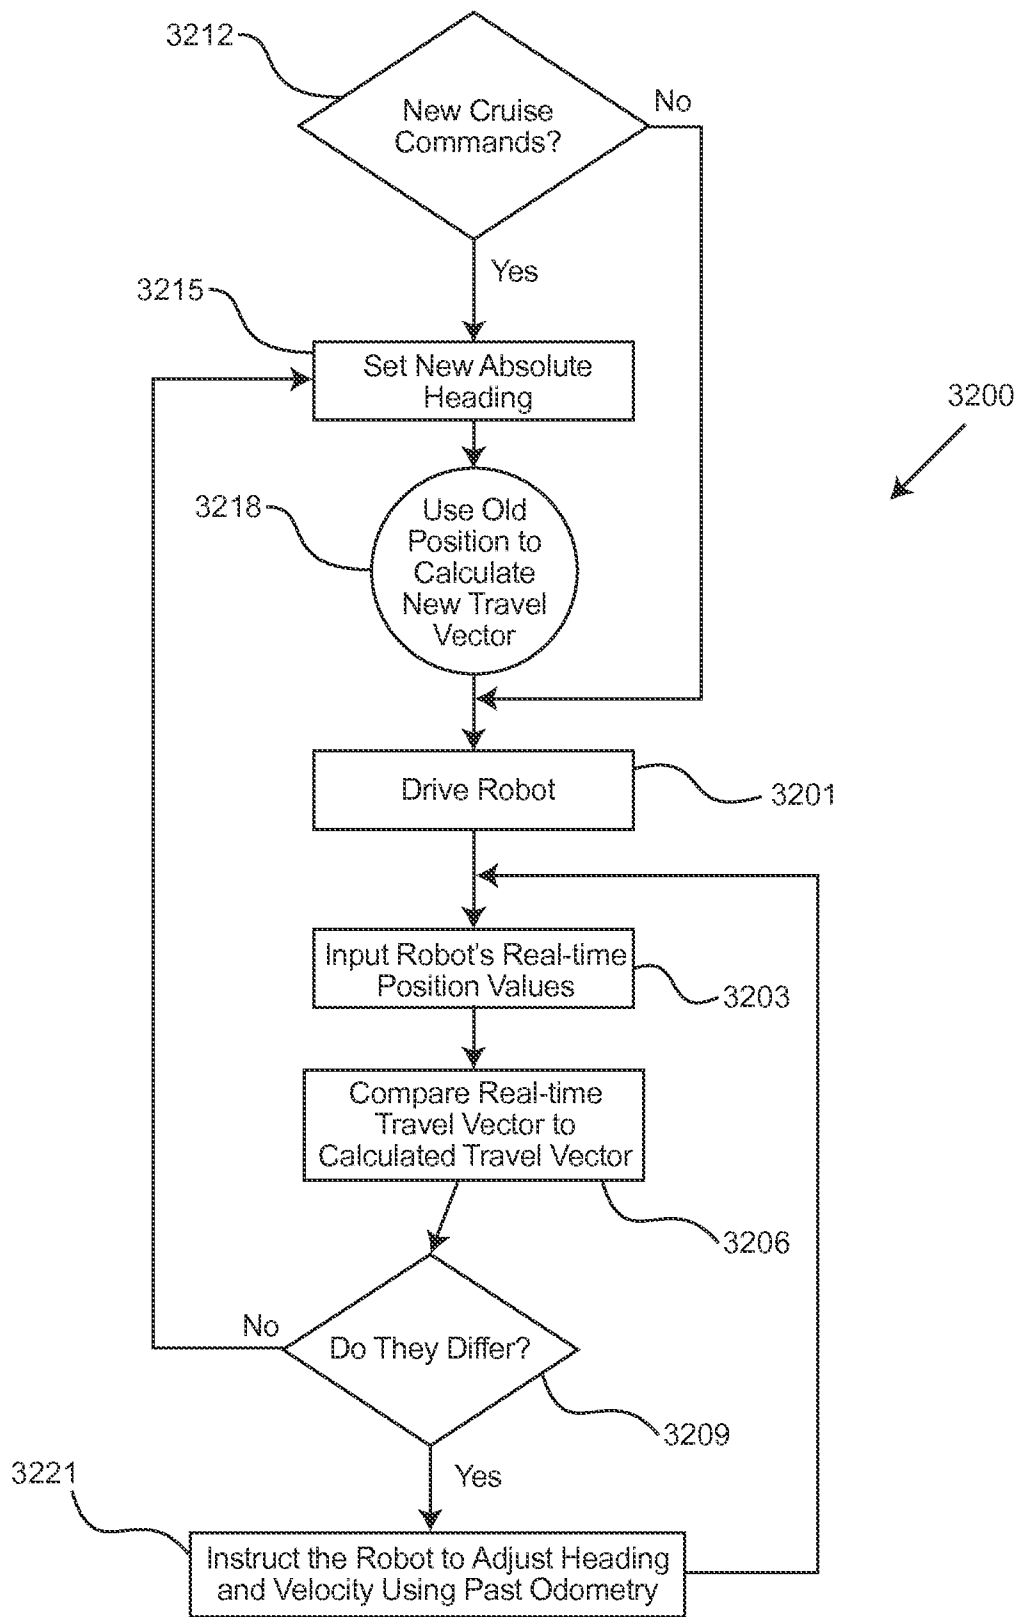 3212
New Cruise
Commands?
No
Yes
3215
Set New Absolute
Heading
3200
3218
Use Old
Position to
Calculate
New Travel
Vector
Drive Robot
3201
Input Robot's Real-time
Position Values
3203
Compare Real-time
Travel Vector to
Calculated Travel Vector
3206
No
Do They Differ?
3209
Yes
3221
Instruct the Robot to Adjust Heading
and Velocity Using Past Odometry